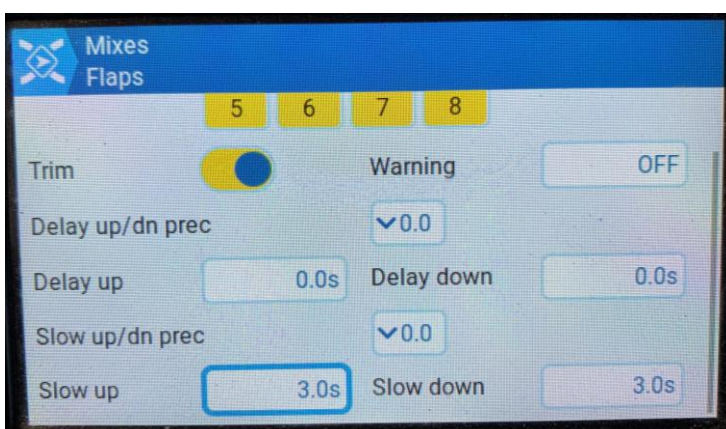 Mixes
Flaps
5 6 7 8
Trim Warning OFF
Delay up/dn prec 0.0
Delay up 0.0s Delay down 0.0s
Slow up/dn prec 0.0
Slow up 3.0s Slow down 3.0s